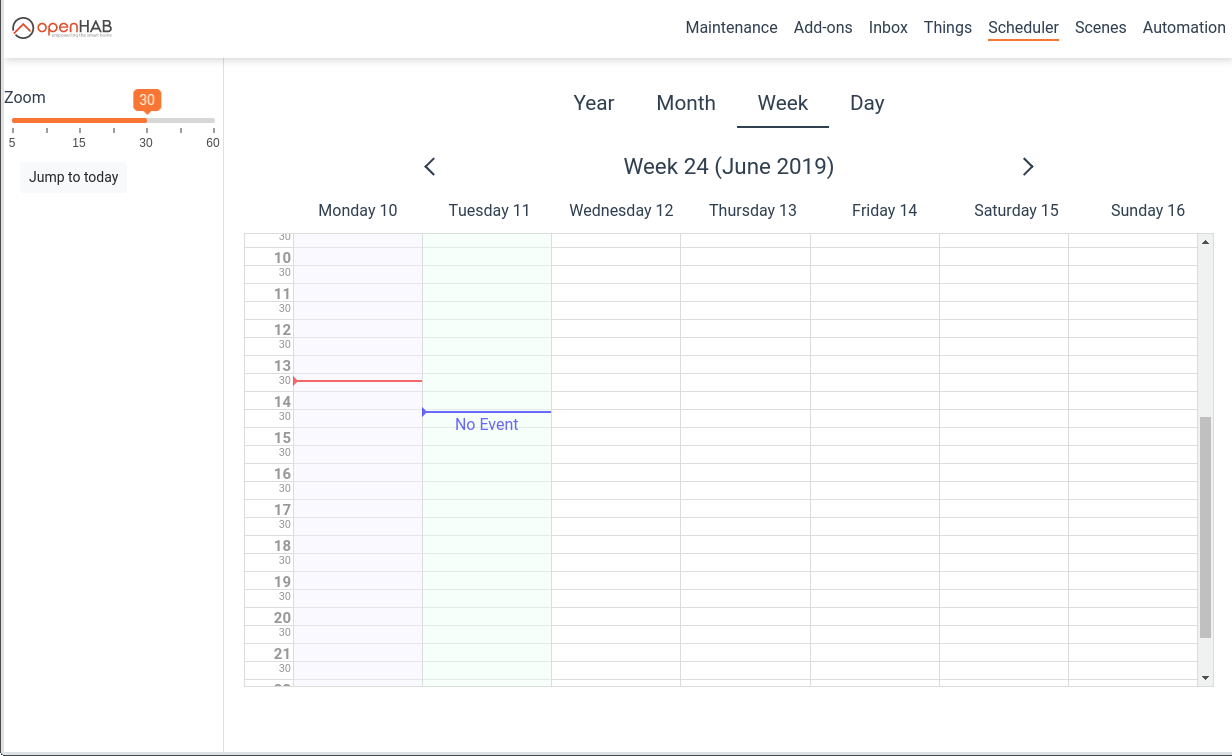 openHAB
empowering the smart home
Maintenance Add-ons Inbox Things Scheduler Scenes Automation
Zoom
30
5 15 30 60
Jump to today
Year Month Week Day
Week 24 (June 2019)
Monday 10 Tuesday 11 Wednesday 12 Thursday 13 Friday 14 Saturday 15 Sunday 16
30
10
30
11
30
12
30
13
30
14
30
No Event
15
30
16
30
17
30
18
30
19
30
20
30
21
30